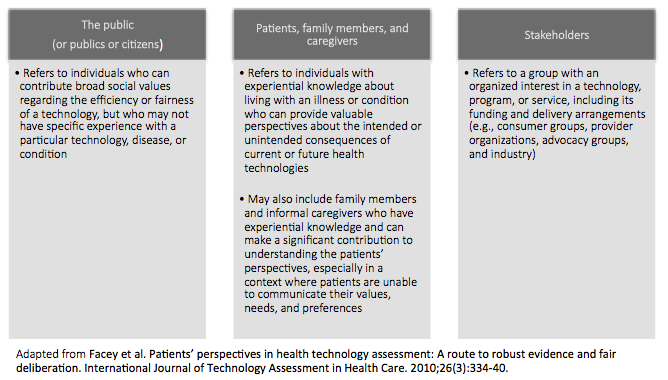 The public
(or publics or citizens)
• Refers to individuals who can
contribute broad social values
regarding the efficiency or fairness
of a technology, but who may not
have specific experience with a
particular technology, disease, or
condition
Patients, family members, and
caregivers
• Refers to individuals with
experiential knowledge about
living with an illness or condition
who can provide valuable
perspectives about the intended or
unintended consequences of
current or future health
technologies
• May also include family members
and informal caregivers who have
experiential knowledge and can
make a significant contribution to
understanding the patients’
perspectives, especially in a
context where patients are unable
to communicate their values,
needs, and preferences
Stakeholders
• Refers to a group with an
organized interest in a technology,
program, or service, including its
funding and delivery arrangements
(e.g., consumer groups, provider
organizations, advocacy groups,
and industry)
Adapted from Facey et al. Patients’ perspectives in health technology assessment: A route to robust evidence and fair
deliberation. International Journal of Technology Assessment in Health Care. 2010;26(3):334-40.